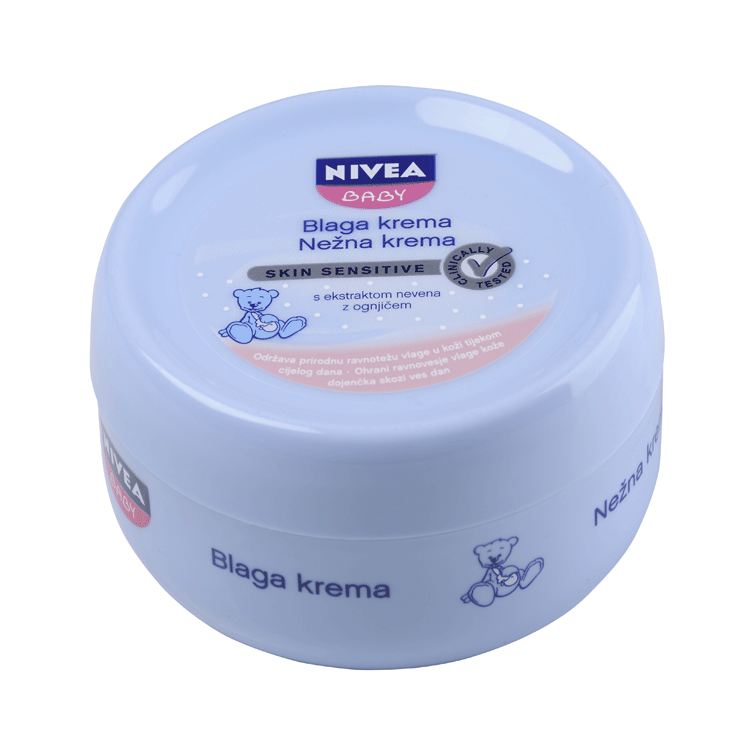 NIVEA
BABY
Blaga krema
Nežna krema
SKIN SENSITIVE
CLINICALLY TESTED
s ekstraktom nevena
z ognjičem
Održava prirodnu ravnotežu vlage u koži tijekom
cijelog dana · Ohrani ravnovesje vlage kože
dojenčka skozi ves dan
NIVEA
BABY
Blaga krema
Nežna